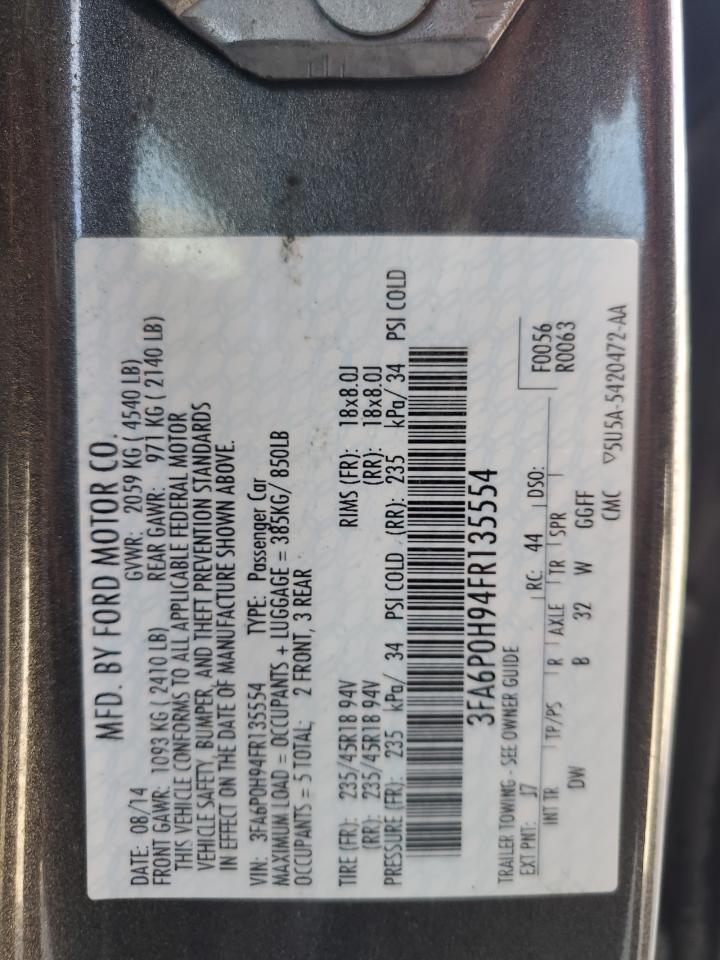 MFD. BY FORD MOTOR CO.
DATE: 08/14 GVWR: 2059 KG ( 4540 LB)
FRONT GAWR: 1093 KG ( 2410 LB) REAR GAWR: 971 KG ( 2140 LB)
THIS VEHICLE CONFORMS TO ALL APPLICABLE FEDERAL MOTOR
VEHICLE SAFETY, BUMPER, AND THEFT PREVENTION STANDARDS
IN EFFECT ON THE DATE OF MANUFACTURE SHOWN ABOVE.
VIN: 3FA6P0H94FR135554 TYPE: Passenger Car
MAXIMUM LOAD = OCCUPANTS + LUGGAGE = 385KG/ 850LB
OCCUPANTS = 5 TOTAL; 2 FRONT, 3 REAR
TIRE (FR): 235/45R18 94V RIMS (FR): 18x8.0J
(RR): 235/45R18 94V (RR): 18x8.0J
PRESSURE (FR): 235 kPa/ 34 PSI COLD (RR): 235 kPa/ 34 PSI COLD
3FA6P0H94FR135554
TRAILER TOWING - SEE OWNER GUIDE
F0056
EXT PNT: J7 RC: 44 DSO: R0063
INT TR TP/PS R AXLE TR SPR
DW B 32 W GGFF
CMC ▽5U5A-5420472-AA